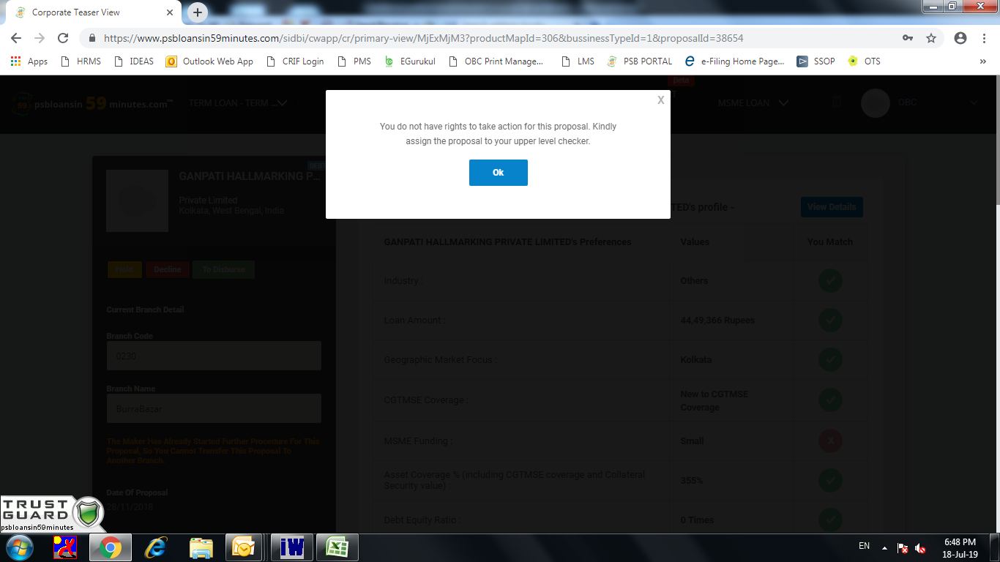 Corporate Teaser View
https://www.psbloansin59minutes.com/sidbi/cwapp/cr/primary-view/MjExMjM3?productMapId=306&bussinesTypeId=1&proposalId=38654
Apps HRMS IDEAS Outlook Web App CRIF Login PMS EGurukul OBC Print Manage... LMS PSB PORTAL e-Filing Home Page... SSOP OTS »
Beta
psbloansin 59 minutes.com™ TERM LOAN - TERM ... MSME LOAN OBC
X
You do not have rights to take action for this proposal. Kindly
assign the proposal to your upper level checker.
Ok
GANPATI HALLMARKING P...
Private Limited
Kolkata, West Bengal, India
Hold Decline To Disburse
Current Branch Detail
Branch Code
0230
Branch Name
BurraBazar
The Maker Has Already Started Further Procedure For This
Proposal, So You Cannot Transfer This Proposal To
Another Branch.
Date Of Proposal
28/11/2018
TED's profile - View Details
GANPATI HALLMARKING PRIVATE LIMITED's Preferences Values You Match
Industry : Others
Loan Amount : 44,49,366 Rupees
Geographic Market Focus : Kolkata
CGTMSE Coverage : New to CGTMSE
Coverage
MSME Funding : Small
Asset Coverage % (Including CGTMSE coverage and Collateral
Security value) : 355%
Debt Equity Ratio : 0 Times
TRUST
GUARD
psbloansin59minutes
EN
6:48 PM
18-Jul-19